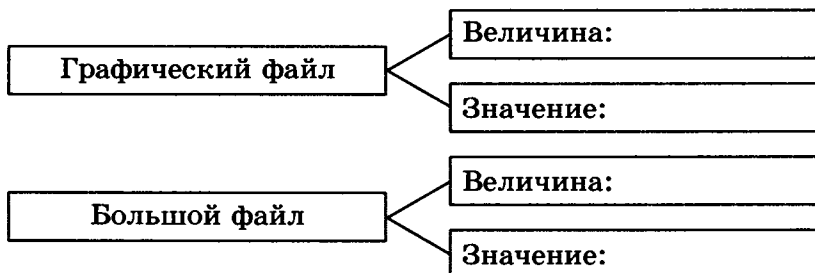 Величина:
Графический файл
Значение:
Величина:
Большой файл
Значение: